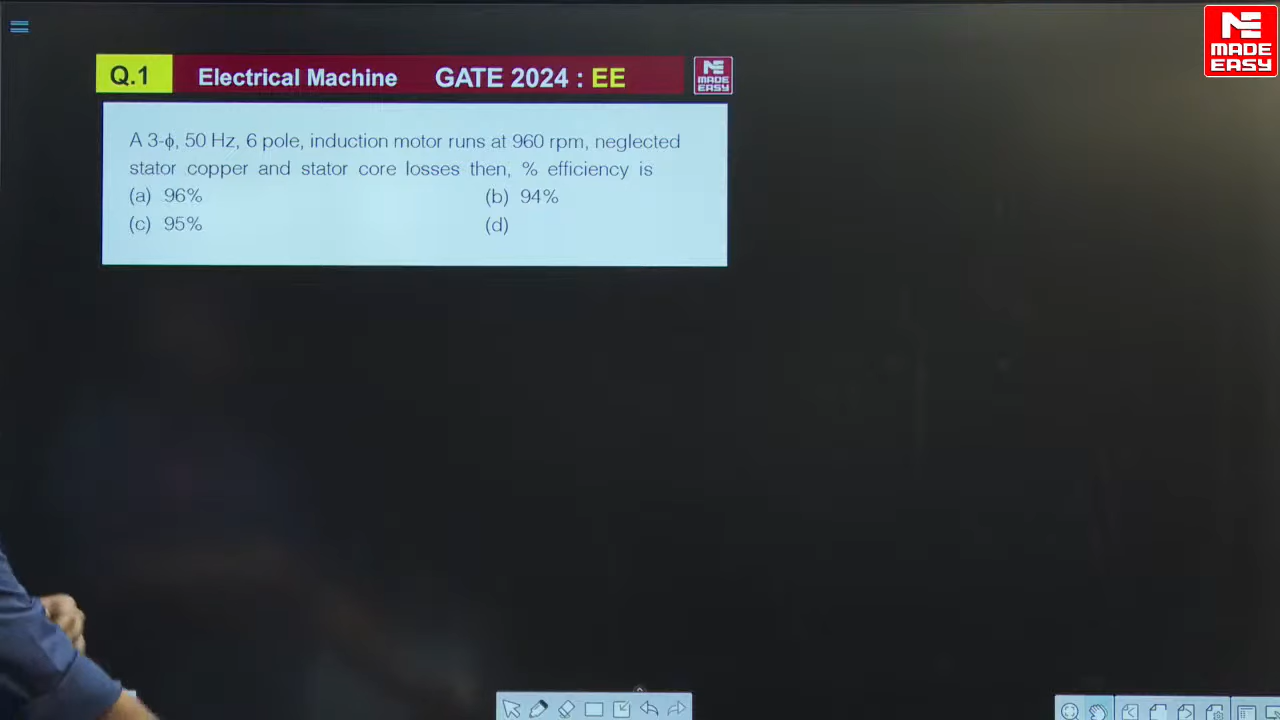 ME
MADE
EASY
Q.1
Electrical Machine
GATE 2024 : EE
ME
MADE
EASY
A 3-ϕ, 50 Hz, 6 pole, induction motor runs at 960 rpm, neglected
stator copper and stator core losses then, % efficiency is
(a) 96%
(b) 94%
(c) 95%
(d)